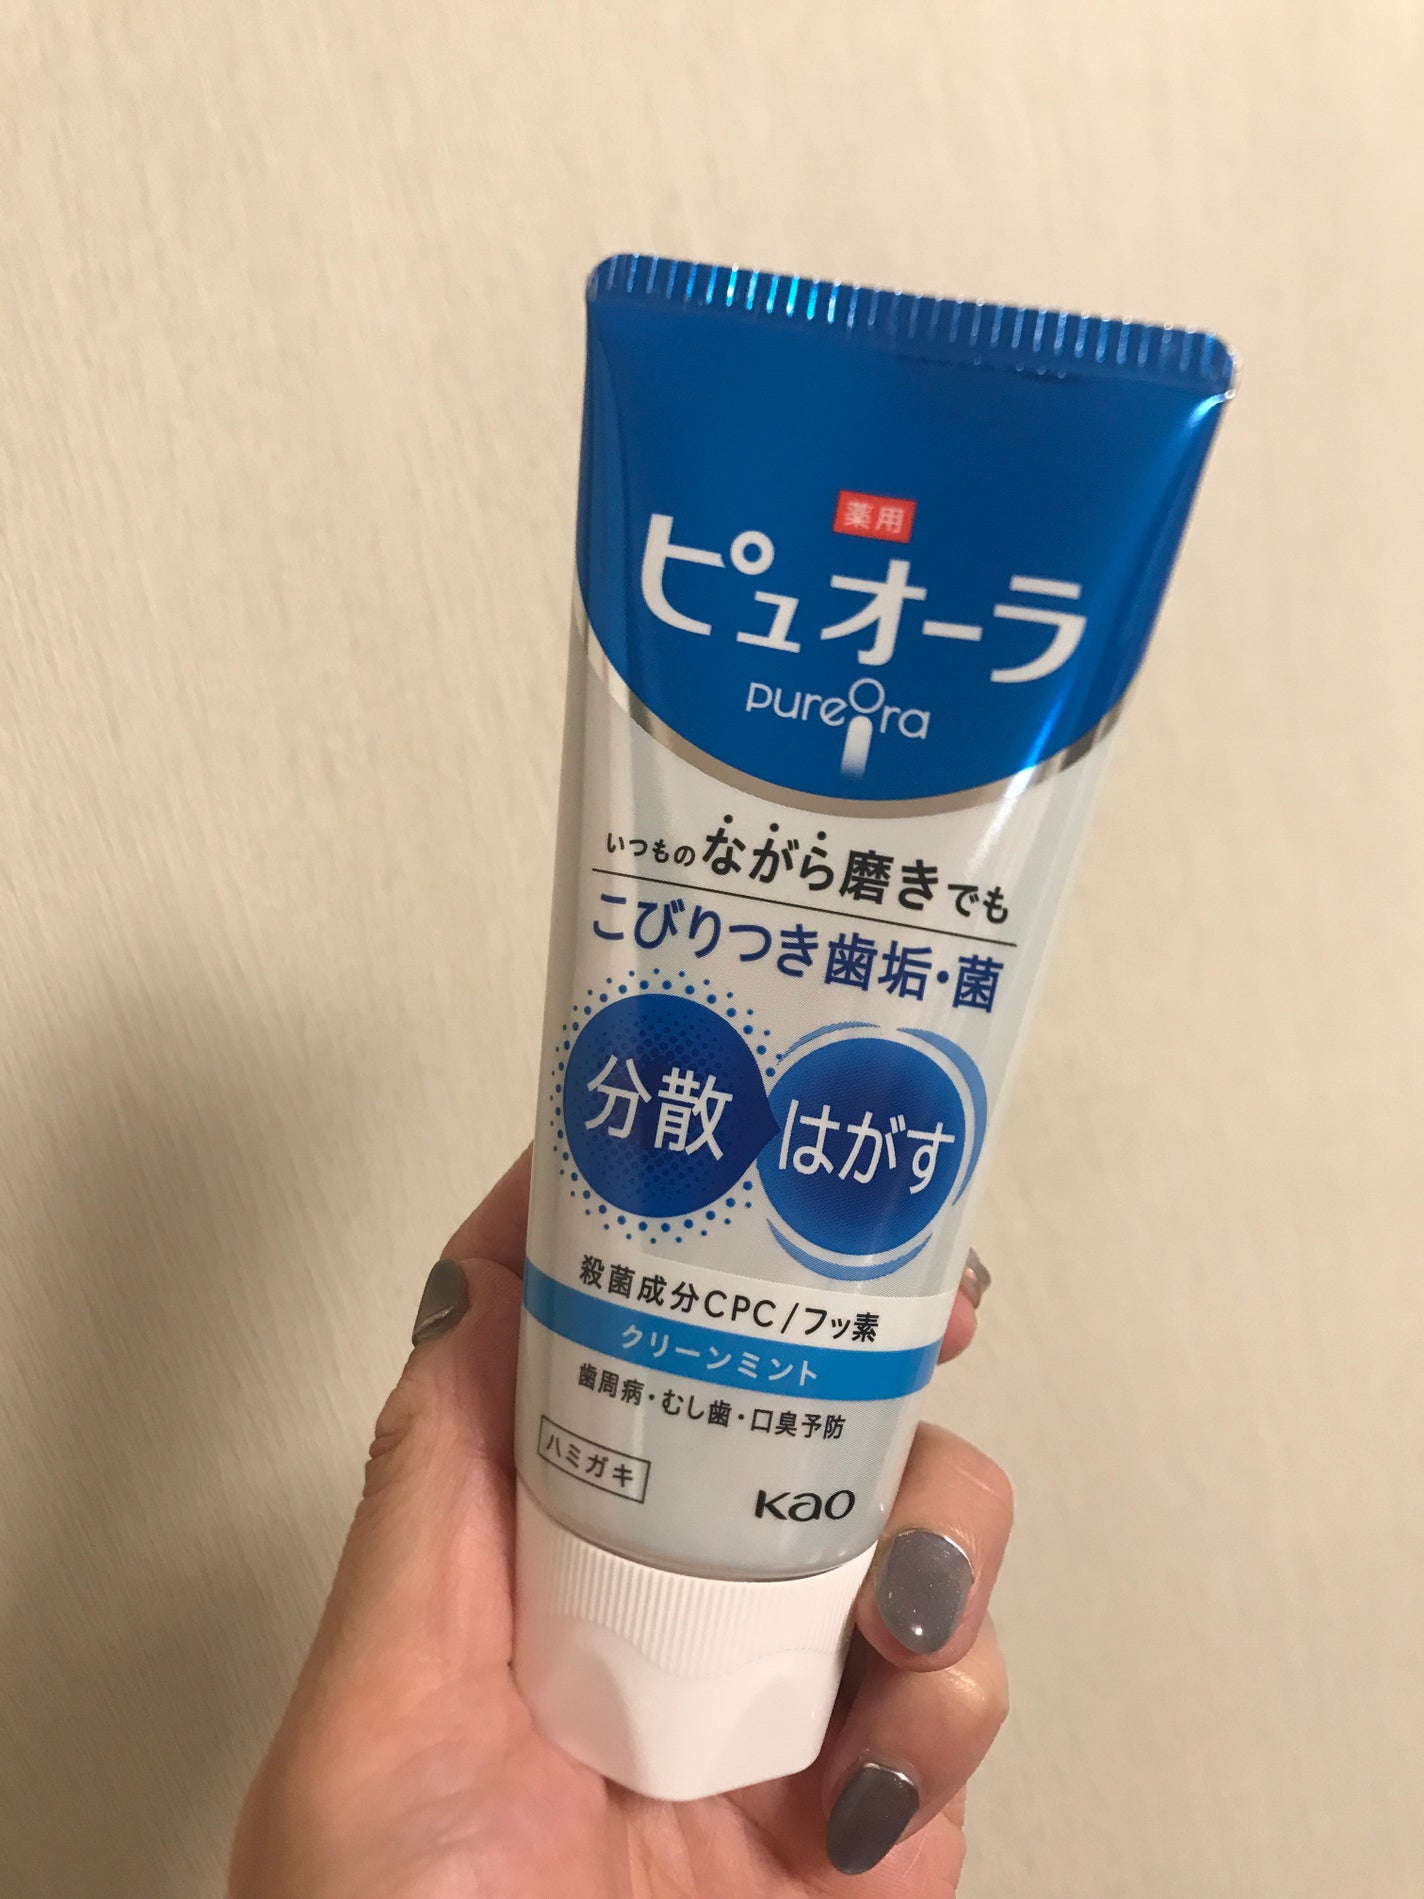 薬用
ピュオーラ
pureora
いつものながら磨きでも
こびりつき歯垢・菌
分散
はがす
殺菌成分CPC/フッ素
クリーンミント
歯周病・むし歯・口臭予防
ハミガキ
Kao